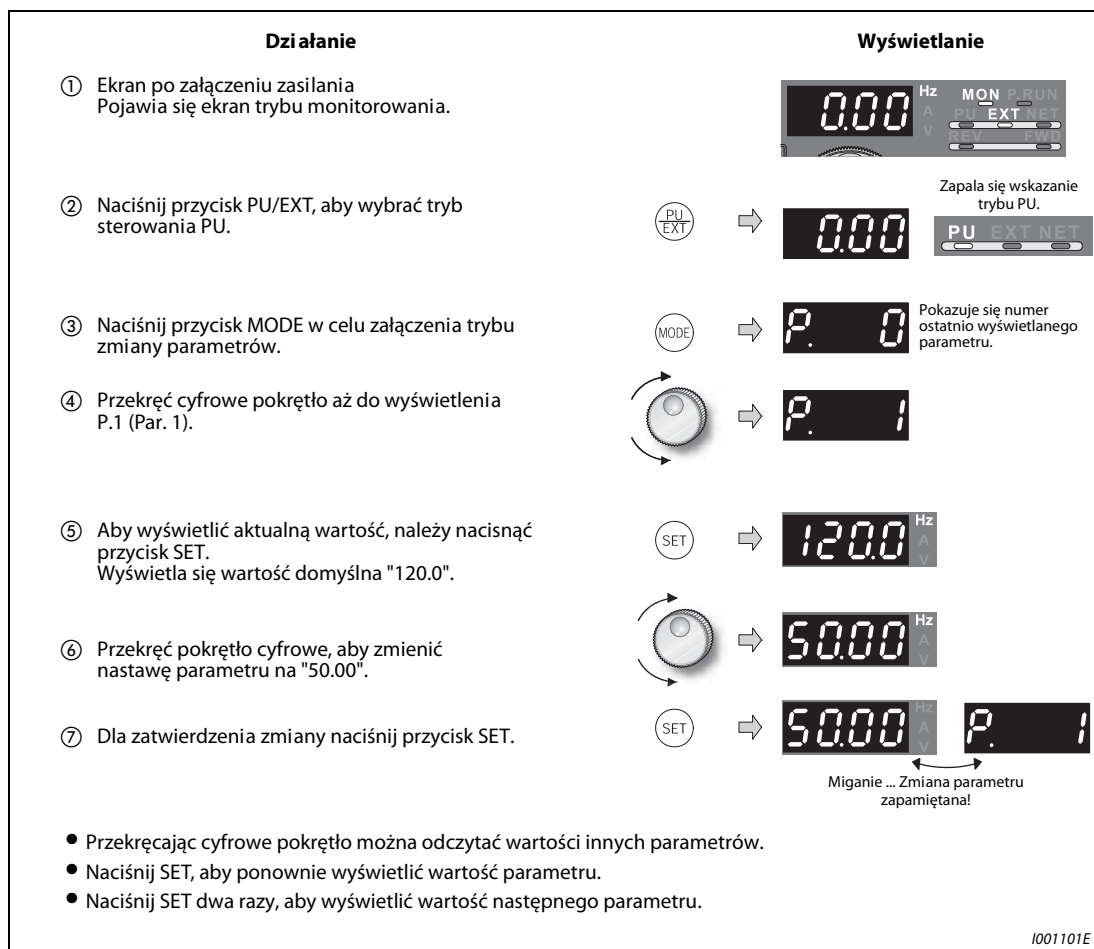 Działanie
Wyświetlanie
① Ekran po załączeniu zasilania
Pojawia się ekran trybu monitorowania.
0.00 Hz A V MON P.RUN
PU EXT NET
REV FWD
② Naciśnij przycisk PU/EXT, aby wybrać tryb
sterowania PU.
PU
EXT
0.00
Zapala się wskazanie
trybu PU.
PU EXT NET
③ Naciśnij przycisk MODE w celu załączenia trybu
zmiany parametrów.
MODE
P. 0
Pokazuje się numer
ostatnio wyświetlanego
parametru.
④ Przekręć cyfrowe pokrętło aż do wyświetlenia
P.1 (Par. 1).
P. 1
⑤ Aby wyświetlić aktualną wartość, należy nacisnąć
przycisk SET.
Wyświetla się wartość domyślna "120.0".
SET
120.0 Hz A V
⑥ Przekręć pokrętło cyfrowe, aby zmienić
nastawę parametru na "50.00".
50.00 Hz A V
⑦ Dla zatwierdzenia zmiany naciśnij przycisk SET.
SET
50.00 Hz A V
P. 1
Miganie ... Zmiana parametru
zapamiętana!
• Przekręcając cyfrowe pokrętło można odczytać wartości innych parametrów.
• Naciśnij SET, aby ponownie wyświetlić wartość parametru.
• Naciśnij SET dwa razy, aby wyświetlić wartość następnego parametru.
I001101E